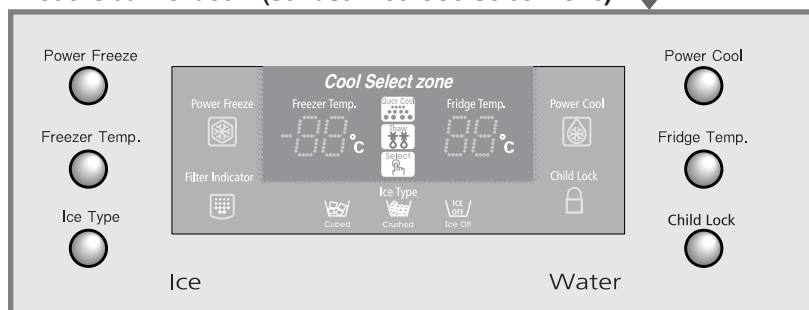 Power Freeze
Freezer Temp.
Ice Type
Cool Select zone
Power Freeze
Freezer Temp.
Quick Cool
Fridge Temp.
Power Cool
-88°c
Thaw
88°c
Select
Filter Indicator
Child Lock
Ice Type
ICE OFF
Cubed
Crushed
Ice Off
Power Cool
Fridge Temp.
Child Lock
Ice
Water